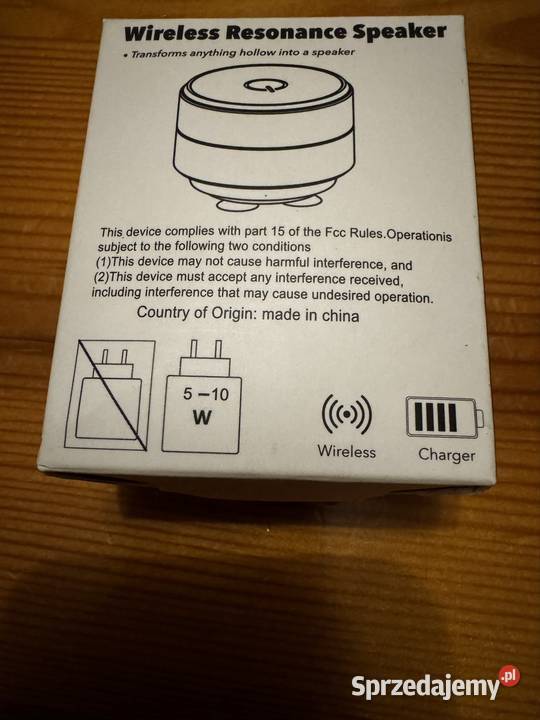 Wireless Resonance Speaker
• Transforms anything hollow into a speaker
This device complies with part 15 of the Fcc Rules.Operationis
subject to the following two conditions
(1)This device may not cause harmful interference, and
(2)This device must accept any interference received,
including interference that may cause undesired operation.
Country of Origin: made in china
5 –10
W
Wireless
Charger
Sprzedajemy.pl